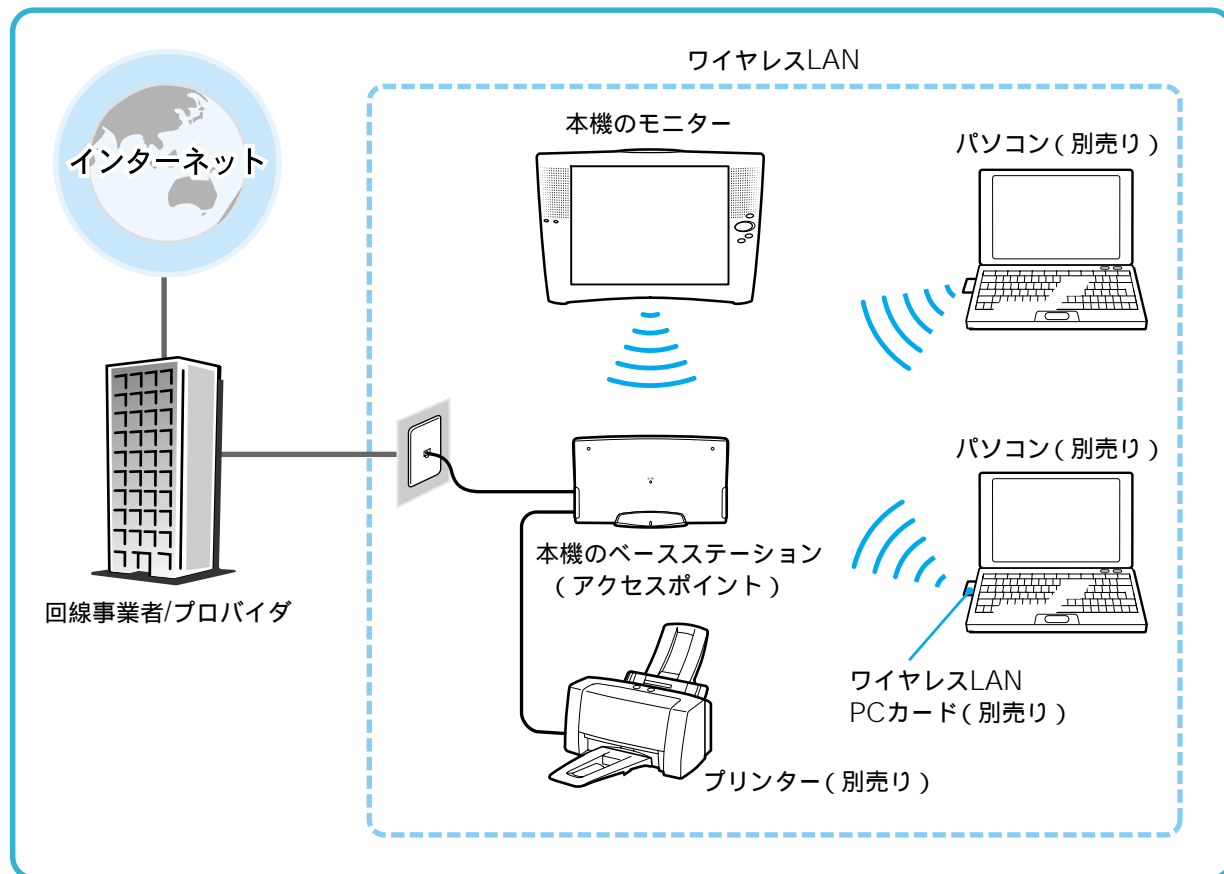 ワイヤレスLAN
本機のモニター
パソコン(別売り)
インターネット
パソコン(別売り)
本機のベースステーション
(アクセスポイント)
回線事業者/プロバイダ
ワイヤレスLAN
PCカード(別売り)
プリンター(別売り)